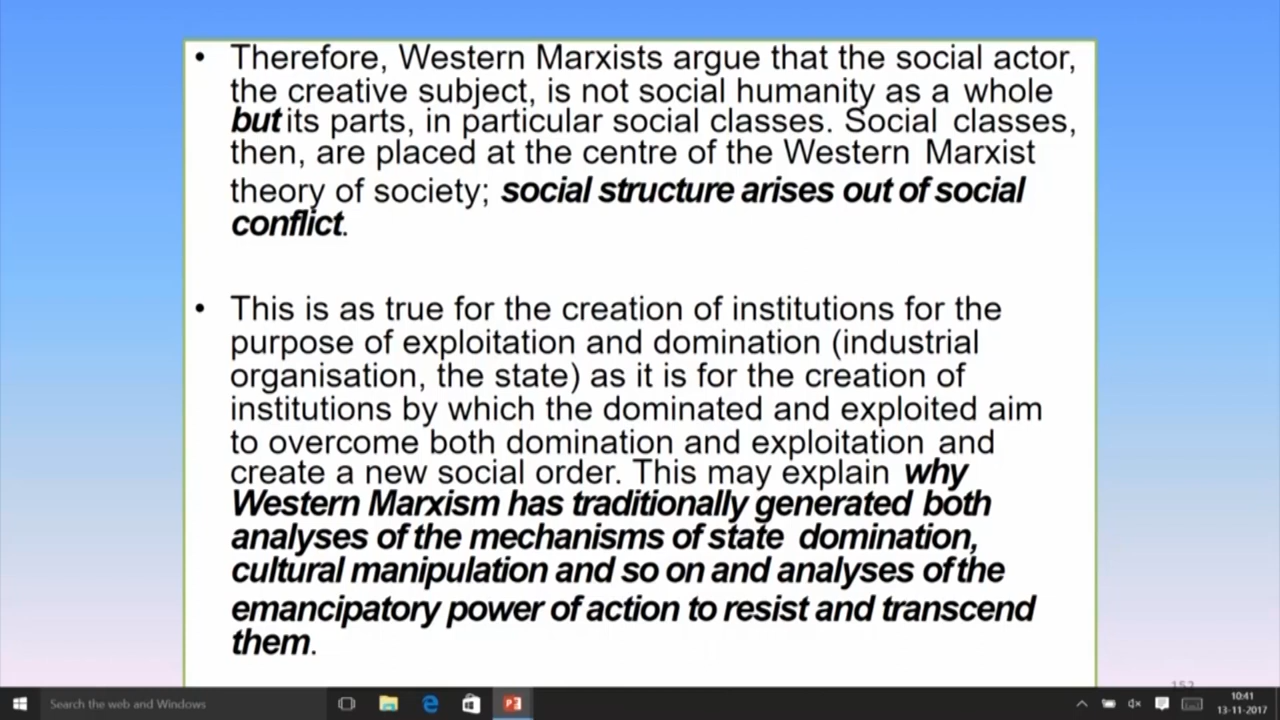 • Therefore, Western Marxists argue that the social actor,
the creative subject, is not social humanity as a whole
but its parts, in particular social classes. Social classes,
then, are placed at the centre of the Western Marxist
theory of society; social structure arises out of social
conflict.
• This is as true for the creation of institutions for the
purpose of exploitation and domination (industrial
organisation, the state) as it is for the creation of
institutions by which the dominated and exploited aim
to overcome both domination and exploitation and
create a new social order. This may explain why
Western Marxism has traditionally generated both
analyses of the mechanisms of state domination,
cultural manipulation and so on and analyses of the
emancipatory power of action to resist and transcend
them.
Search the web and Windows
10:41
13-11-2017